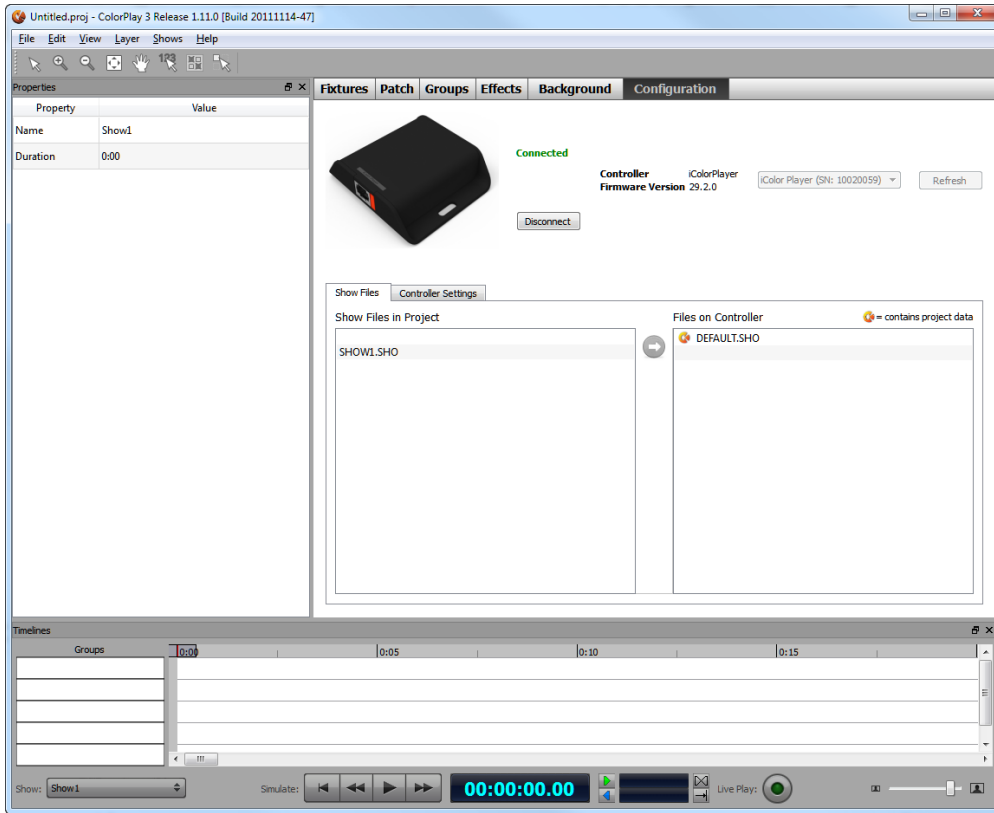 Untitled.proj - ColorPlay 3 Release 1.11.0 [Build 20111114-47]
File Edit View Layer Shows Help
123
Properties
Property Value
Name Show1
Duration 0:00
Fixtures Patch Groups Effects Background Configuration
Connected
Controller iColorPlayer
Firmware Version 29.2.0
iColor Player (SN: 10020059)
Refresh
Disconnect
Show Files Controller Settings
Show Files in Project
Files on Controller
= contains project data
SHOW1.SHO
DEFAULT.SHO
Timelines
Groups
0:00 0:05 0:10 0:15
Show: Show1
Simulate:
00:00:00.00
Live Play: